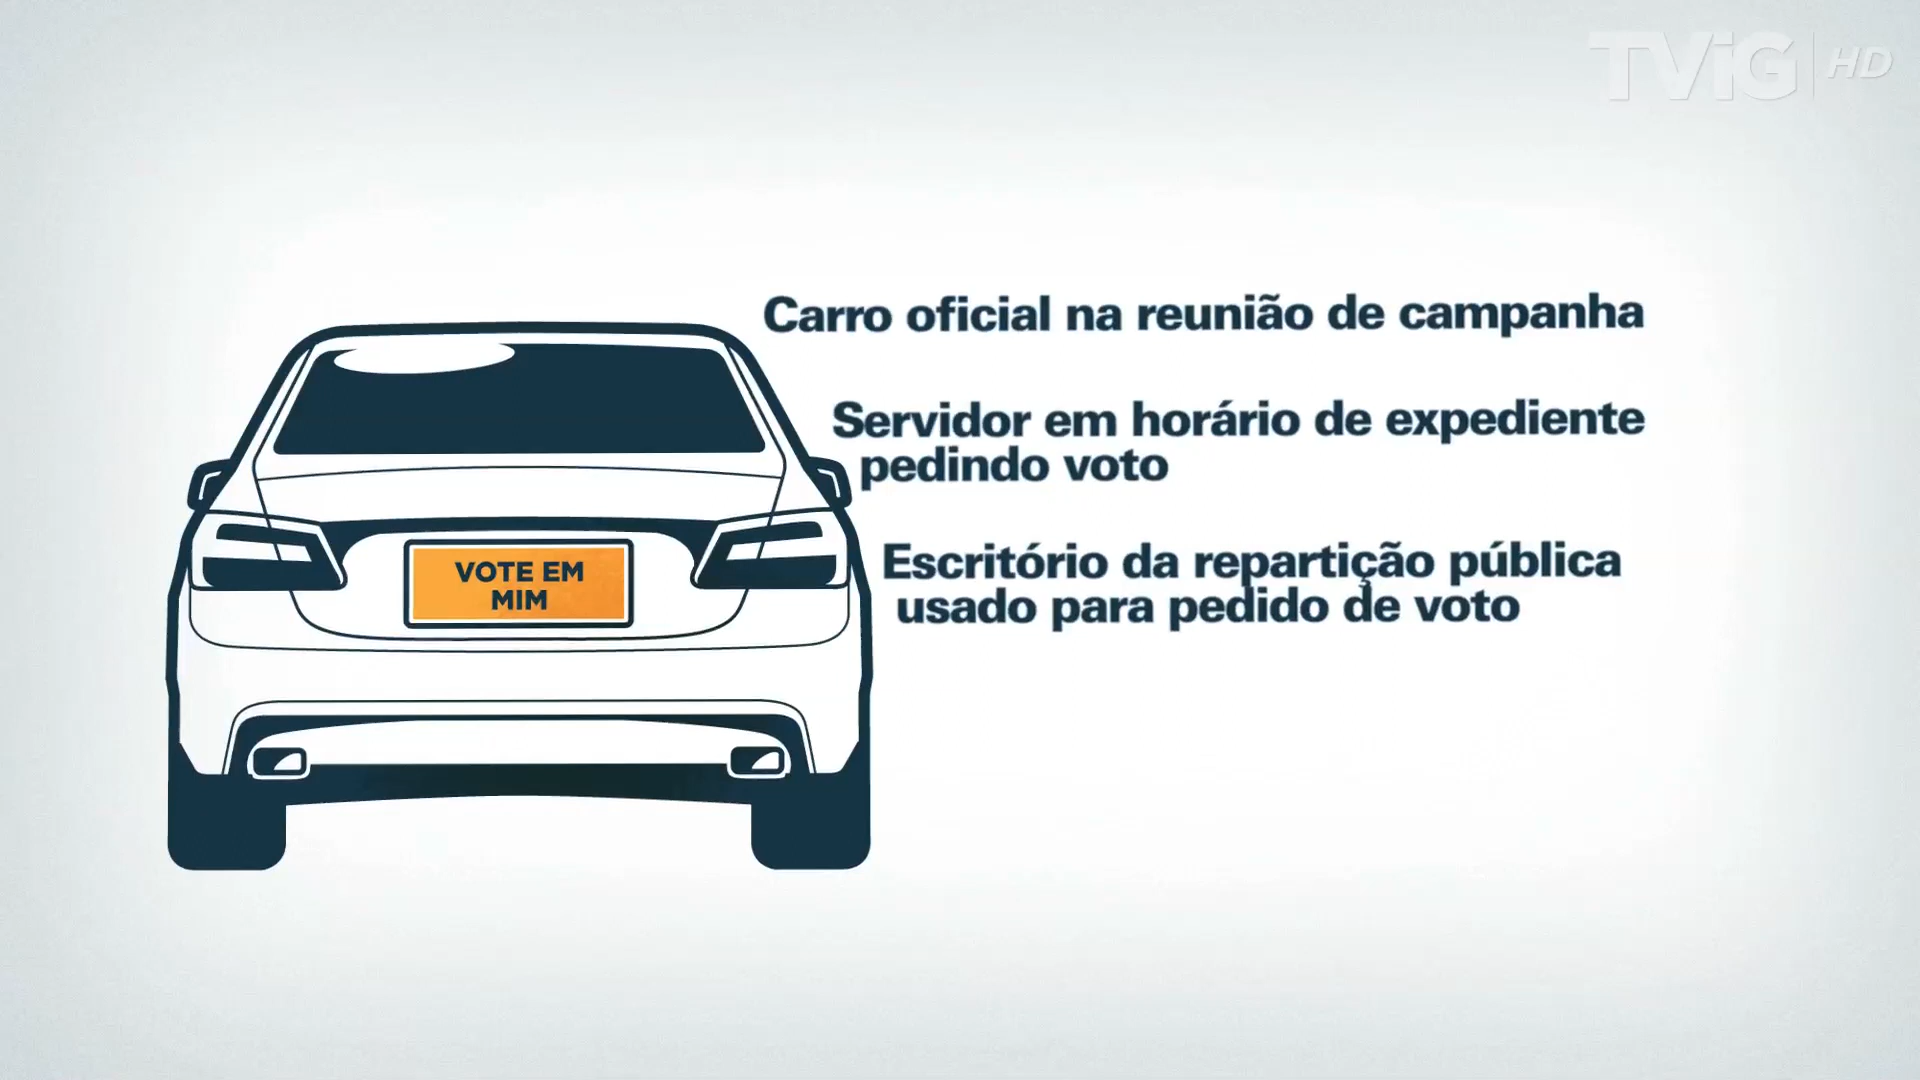 TViG HD
Carro oficial na reunião de campanha
Servidor em horário de expediente
pedindo voto
Escritório da repartição pública
usado para pedido de voto
VOTE EM
MIM